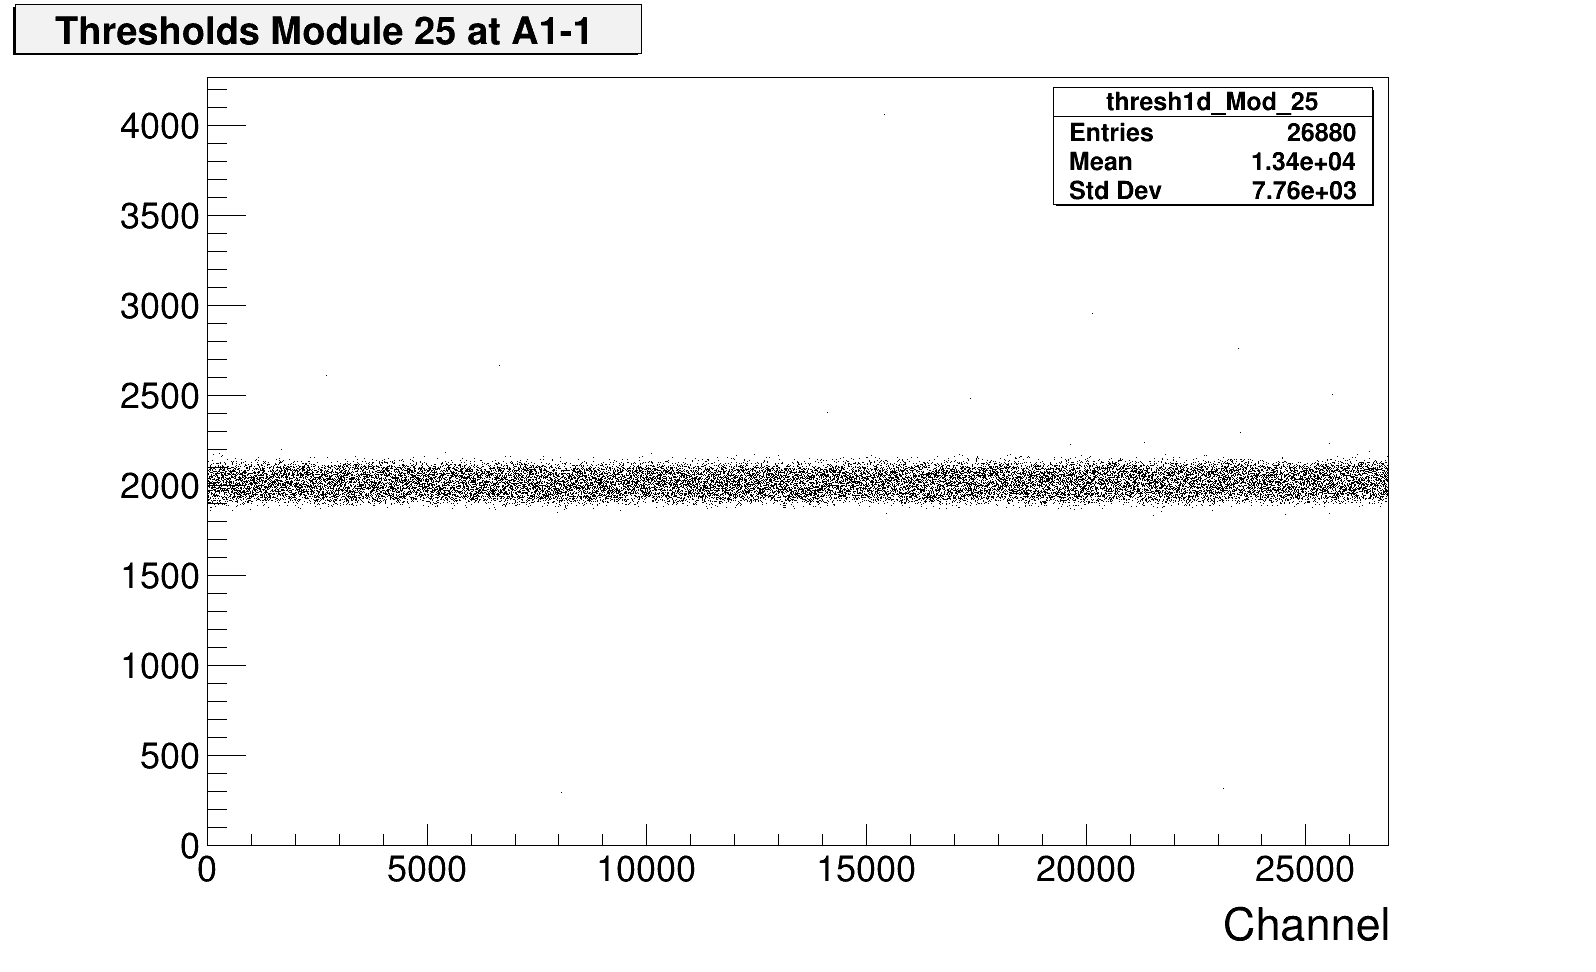 Thresholds Module 25 at A1-1
thresh1d_Mod_25
Entries 26880
Mean 1.34e+04
Std Dev 7.76e+03
4000
3500
3000
2500
2000
1500
1000
500
0
0 5000 10000 15000 20000 25000
Channel